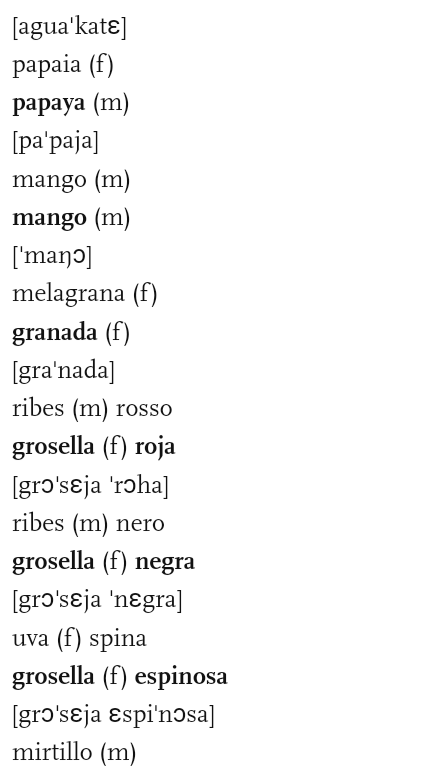 [agua'katɛ]
papaia (f)
papaya (m)
[pa'paja]
mango (m)
mango (m)
['maŋɔ]
melagrana (f)
granada (f)
[gra'nada]
ribes (m) rosso
grosella (f) roja
[grɔ'sɛja 'rɔha]
ribes (m) nero
grosella (f) negra
[grɔ'sɛja 'nɛgra]
uva (f) spina
grosella (f) espinosa
[grɔ'sɛja ɛspi'nɔsa]
mirtillo (m)